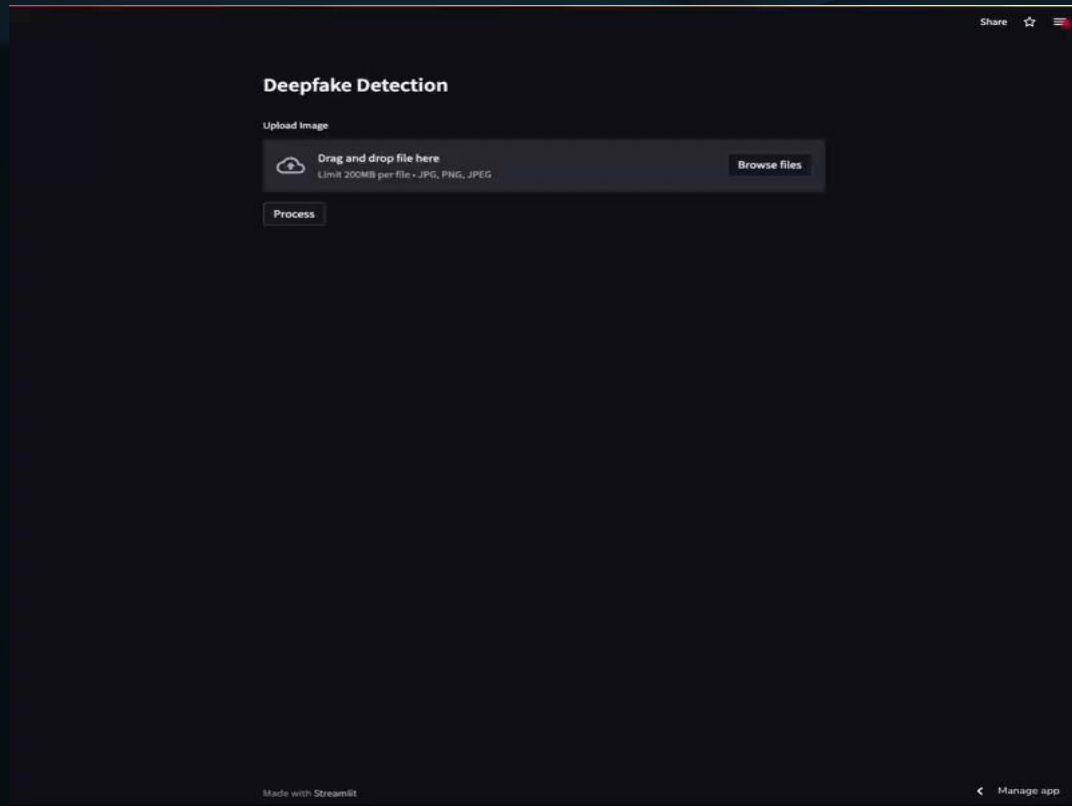 Share
Deepfake Detection
Upload Image
Drag and drop file here
Limit 200MB per file • JPG, PNG, JPEG
Browse files
Process
Made with Streamlit
Manage app